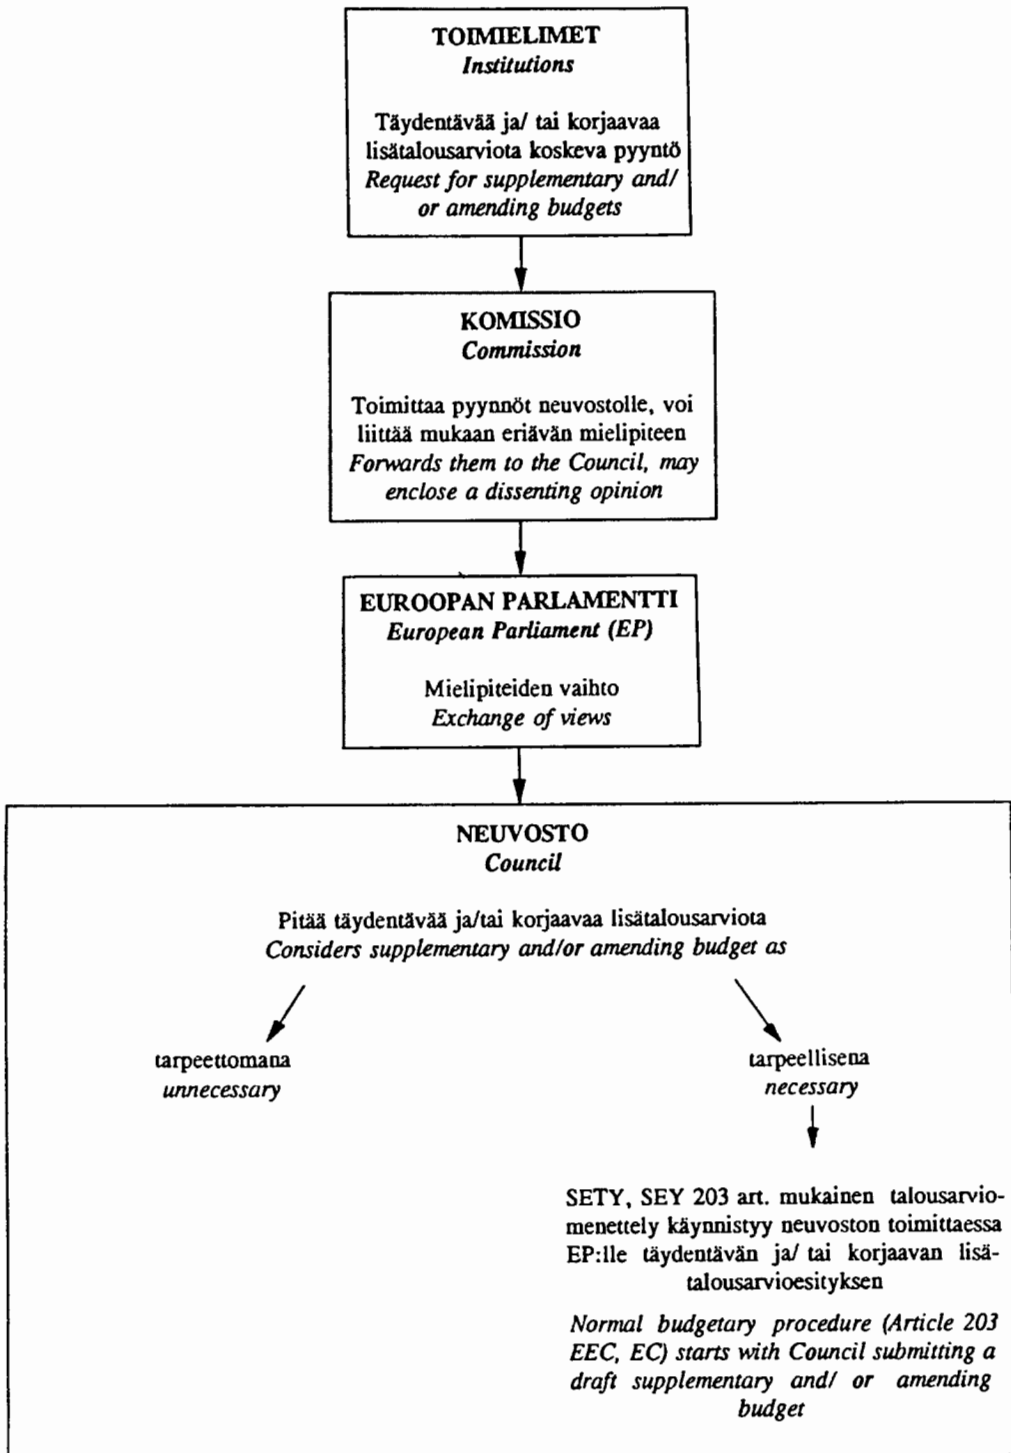 TOIMIELIMET
Institutions
Täydentävää ja/ tai korjaavaa
lisätalousarviota koskeva pyyntö
Request for supplementary and/
or amending budgets
KOMISSIO
Commission
Toimittaa pyynnöt neuvostolle, voi
liittää mukaan eriävän mielipiteen
Forwards them to the Council, may
enclose a dissenting opinion
EUROOPAN PARLAMENTTI
European Parliament (EP)
Mielipiteiden vaihto
Exchange of views
NEUVOSTO
Council
Pitää täydentävää ja/tai korjaavaa lisätalousarviota
Considers supplementary and/or amending budget as
tarpeettomana
unnecessary
tarpeellisena
necessary
SETY, SEY 203 art. mukainen talousarvio-
menettely käynnistyy neuvoston toimittaessa
EP:lle täydentävän ja/ tai korjaavan lisä-
talousarvioesityksen
Normal budgetary procedure (Article 203
EEC, EC) starts with Council submitting a
draft supplementary and/ or amending
budget